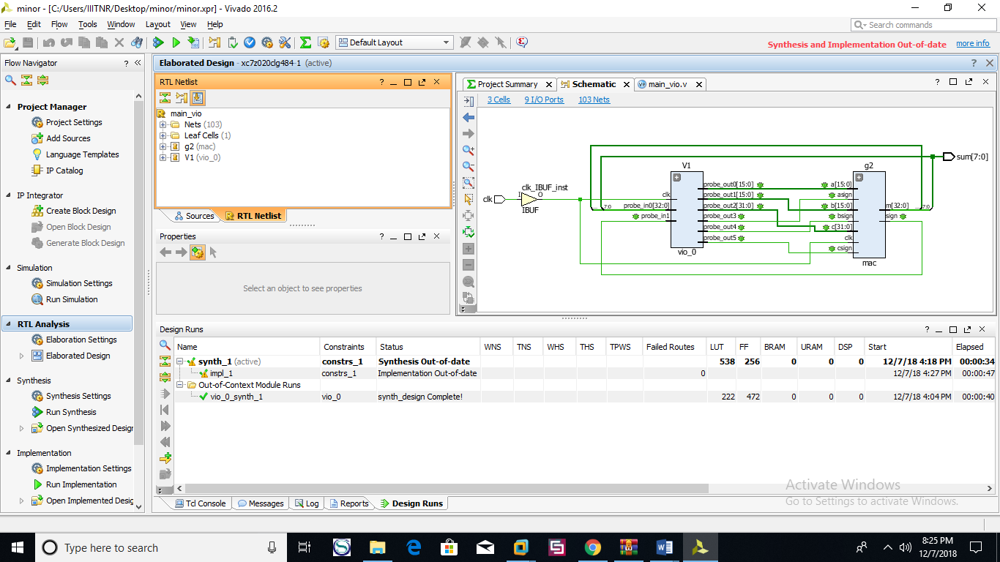 minor - [C:/Users/IIITNR/Desktop/minor/minor.xpr] - Vivado 2016.2
File Edit Flow Tools Window Layout View Help
Search commands
Default Layout
Synthesis and Implementation Out-of-date more info
Flow Navigator
Project Manager
Project Settings
Add Sources
Language Templates
IP Catalog
IP Integrator
Create Block Design
Open Block Design
Generate Block Design
Simulation
Simulation Settings
Run Simulation
RTL Analysis
Elaboration Settings
Elaborated Design
Synthesis
Synthesis Settings
Run Synthesis
Open Synthesized Desigr
Implementation
Implementation Settings
Run Implementation
Open Implemented Desig
Elaborated Design - xc7z020clg484-1 (active)
RTL Netlist
main_vio
Nets (103)
Leaf Cells (1)
g2 (mac)
V1 (vio_0)
Sources RTL Netlist
Properties
Select an object to see properties
Project Summary Schematic main_vio.v
3 Cells 9 I/O Ports 103 Nets
clk
clk_IBUF_inst
I O
IBUF
V1
clk
probe_in0[32:0]
probe_in1
probe_out0[15:0]
probe_out1[15:0]
probe_out2[31:0]
probe_out3
probe_out4
probe_out5
vio_0
g2
a[15:0]
asign
b[15:0]
bsign
c[31:0]
clk
csign
m[32:0]
sign
mac
7:0
7:0
sum[7:0]
Design Runs
Name Constraints Status WNS TNS WHS THS TPWS Failed Routes LUT FF BRAM URAM DSP Start Elapsed
synth_1 (active) constrs_1 Synthesis Out-of-date 538 256 0 0 0 12/7/18 4:18 PM 00:00:34
impl_1 constrs_1 Implementation Out-of-date 0 12/7/18 4:27 PM 00:00:47
Out-of-Context Module Runs
vio_0_synth_1 vio_0 synth_design Complete! 222 472 0 0 0 12/7/18 4:04 PM 00:00:40
Activate Windows
Go to Settings to activate Windows.
Tcl Console Messages Log Reports Design Runs
Type here to search
8:25 PM
12/7/2018